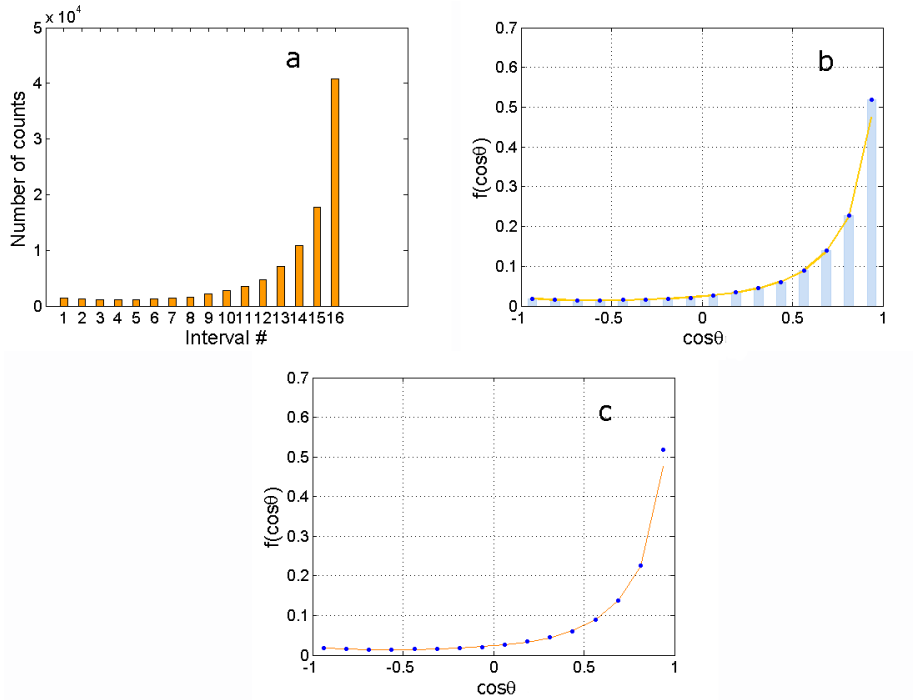 5 x 10⁴
a
4
3
2
1
0
Number of counts
1 2 3 4 5 6 7 8 9 10 11 12 13 14 15 16
Interval #
0.7
b
0.6
0.5
0.4
0.3
0.2
0.1
0
f(cosθ)
-1 -0.5 0 0.5 1
cosθ
0.7
c
0.6
0.5
0.4
0.3
0.2
0.1
0
f(cosθ)
-1 -0.5 0 0.5 1
cosθ